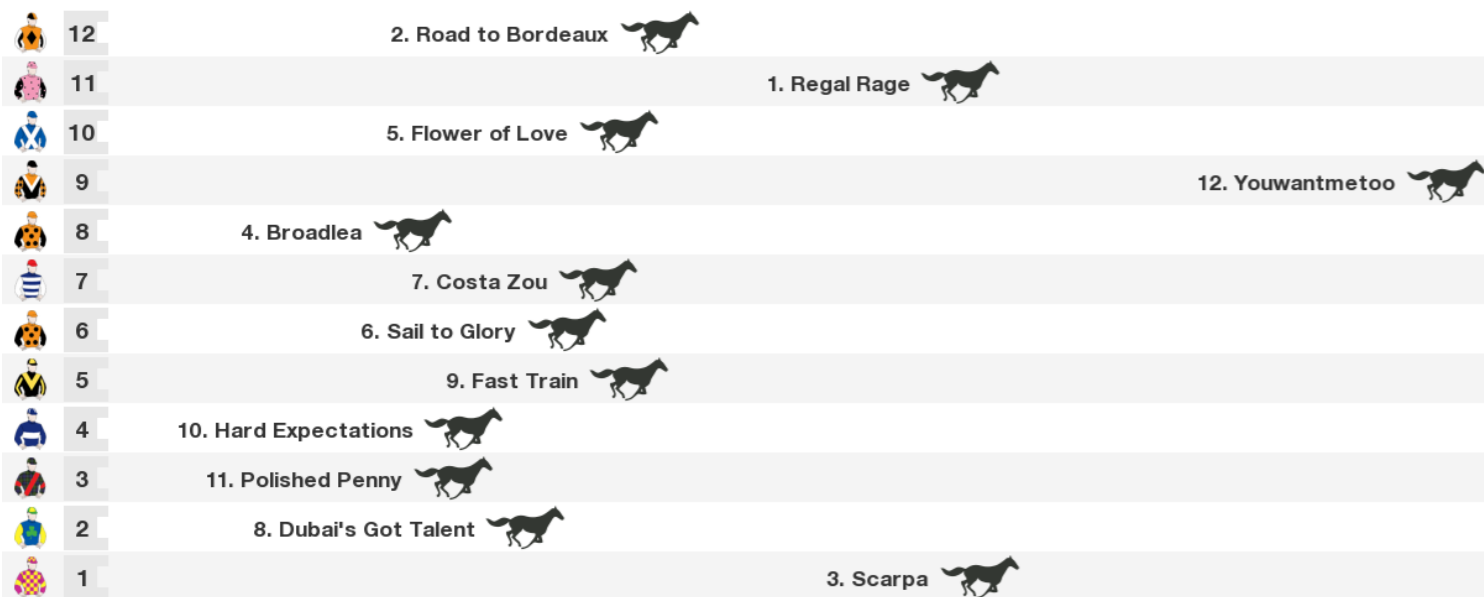 12 2. Road to Bordeaux
11 1. Regal Rage
10 5. Flower of Love
9 12. Youwantmetoo
8 4. Broadlea
7 7. Costa Zou
6 6. Sail to Glory
5 9. Fast Train
4 10. Hard Expectations
3 11. Polished Penny
2 8. Dubai's Got Talent
1 3. Scarpa